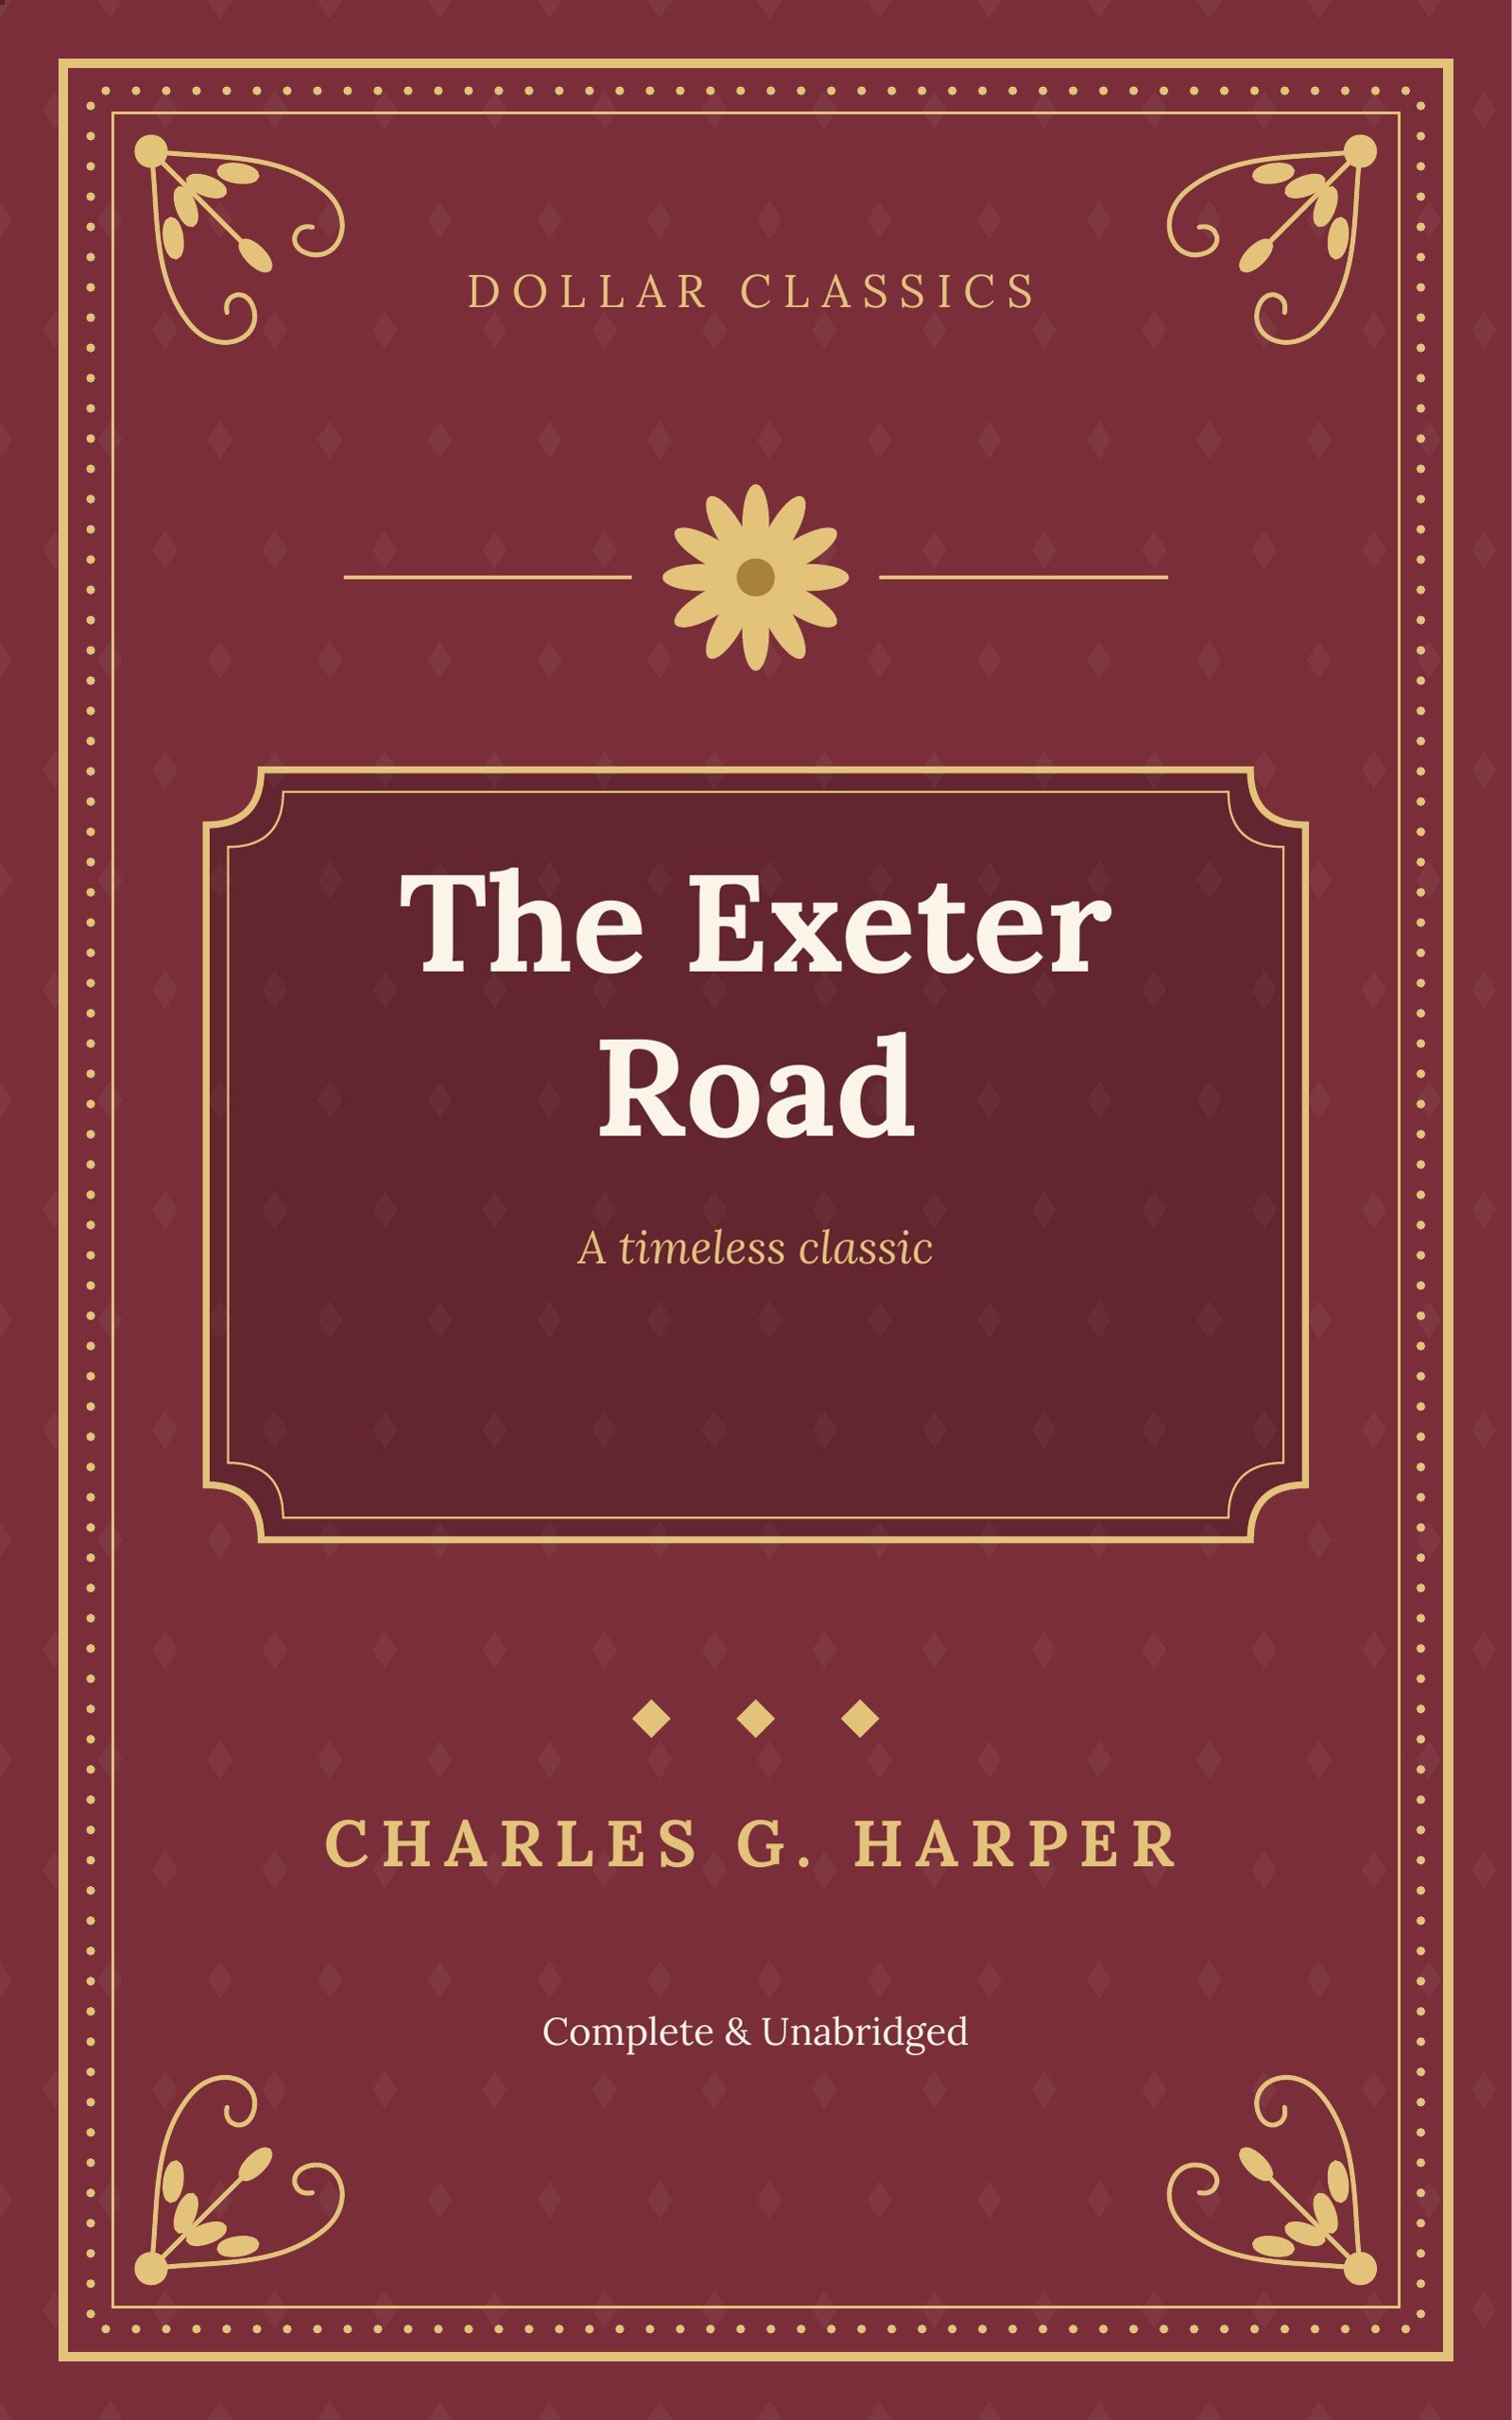 DOLLAR CLASSICS
The Exeter
Road
A timeless classic
CHARLES G. HARPER
Complete & Unabridged